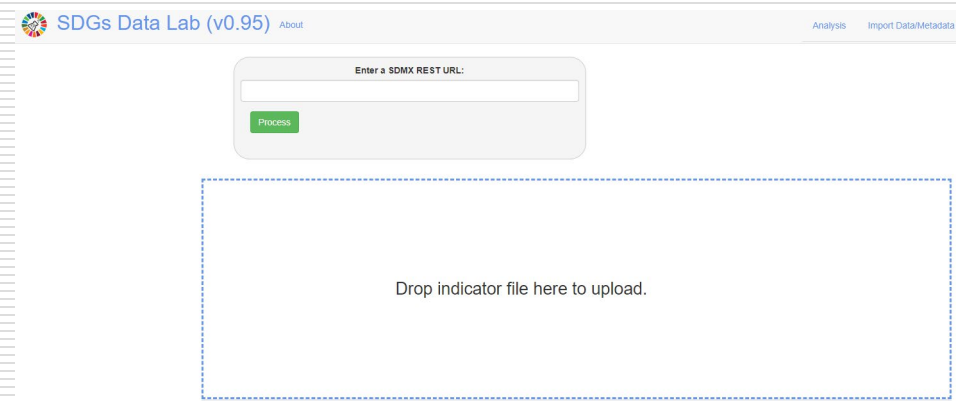 SDGs Data Lab (v0.95) About Analysis Import Data/Metadata
Enter a SDMX REST URL:
Process
Drop indicator file here to upload.